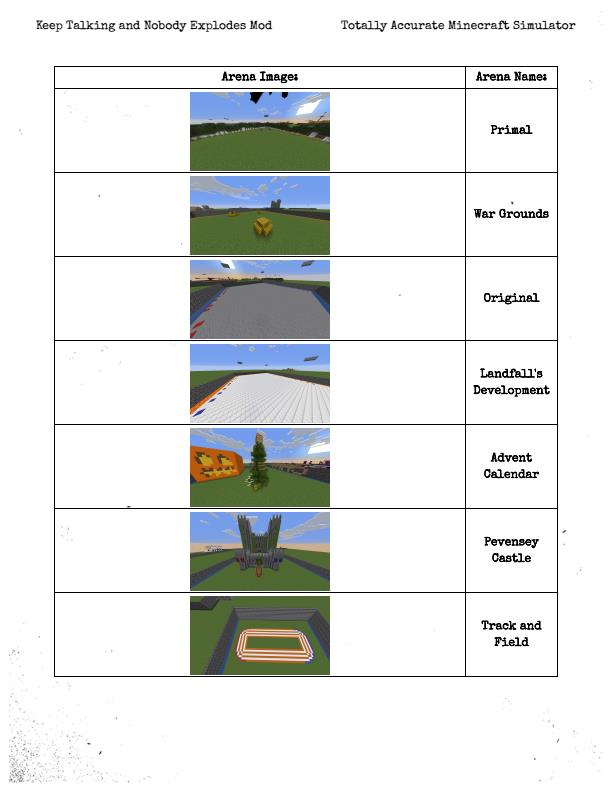 Keep Talking and Nobody Explodes Mod Totally Accurate Minecraft Simulator
Arena Image: Arena Name:
Primal
War Grounds
Original
Landfall's
Development
Advent
Calendar
Pevensey
Castle
Track and
Field